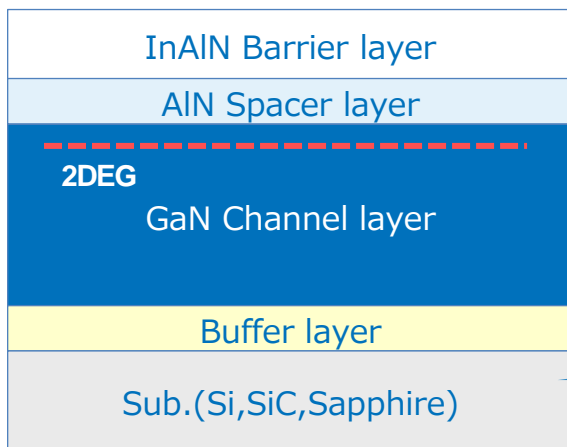 InAlN Barrier layer
AlN Spacer layer
2DEG
GaN Channel layer
Buffer layer
Sub.(Si,SiC,Sapphire)